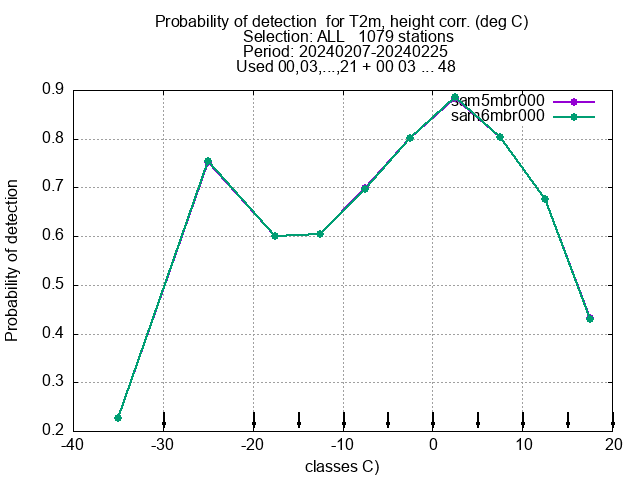 Probability of detection  for T2m, height corr. (deg C)
Selection: ALL   1079 stations
Period: 20240207-20240225
Used 00,03,...,21 + 00 03 ... 48
sam5mbr000
sam6mbr000
0.9
0.8
0.7
0.6
0.5
0.4
0.3
0.2
Probability of detection
-40 -30 -20 -10 0 10 20
classes C)